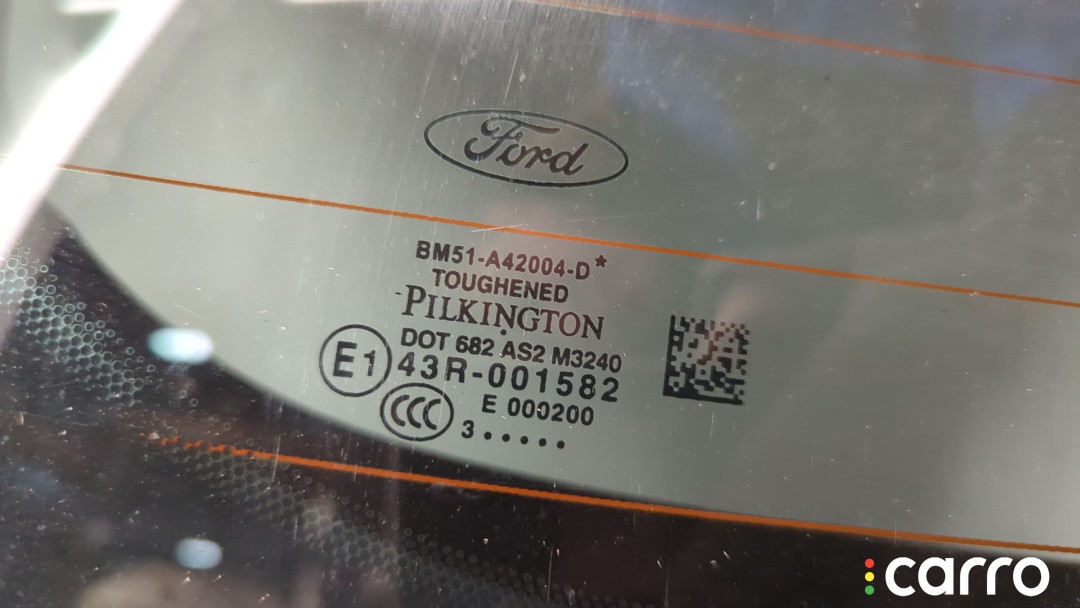 Ford
BM51-A42004-D*
TOUGHENED
PILKINGTON
DOT 682 AS2 M3240
E1 43R-001582
CCC E 000200
3.....
carro